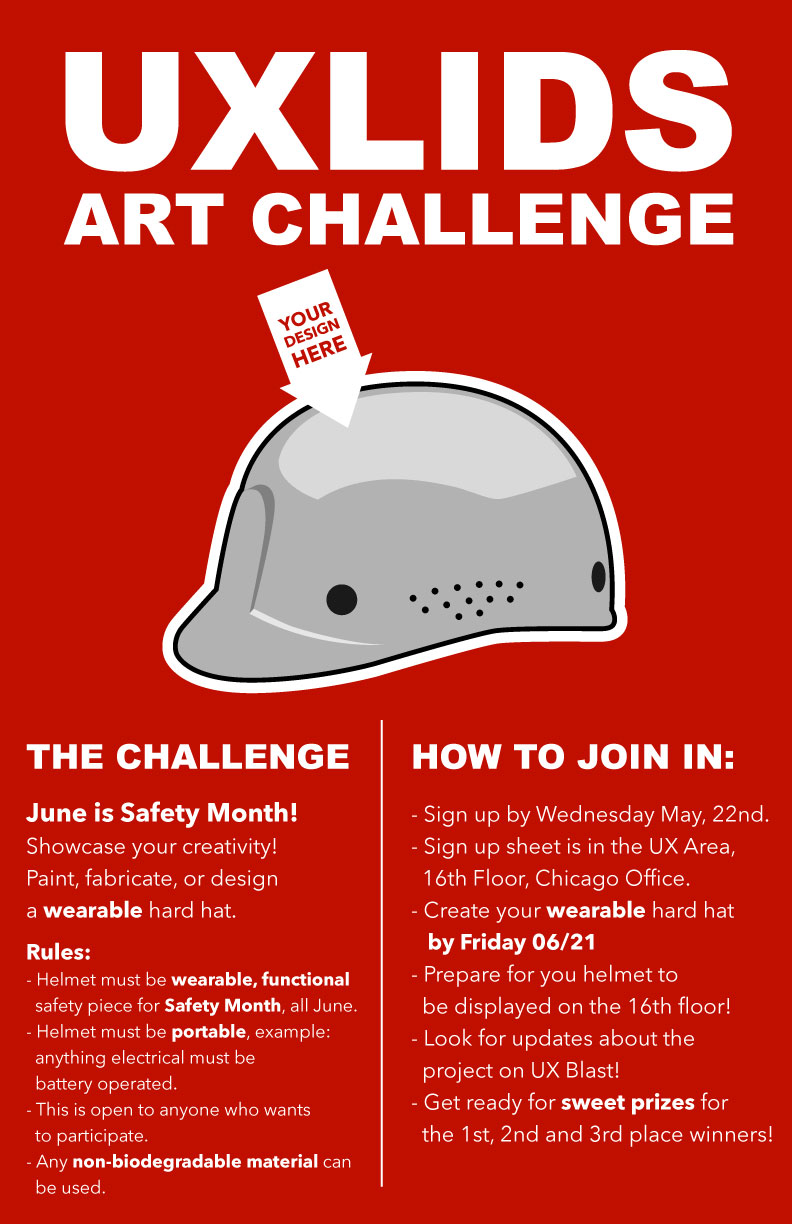 UXLIDS
ART CHALLENGE
YOUR
DESIGN
HERE
THE CHALLENGE
June is Safety Month!
Showcase your creativity!
Paint, fabricate, or design
a wearable hard hat.
Rules:
- Helmet must be wearable, functional
safety piece for Safety Month, all June.
- Helmet must be portable, example:
anything electrical must be
battery operated.
- This is open to anyone who wants
to participate.
- Any non-biodegradable material can
be used.
HOW TO JOIN IN:
- Sign up by Wednesday May, 22nd.
- Sign up sheet is in the UX Area,
16th Floor, Chicago Office.
- Create your wearable hard hat
by Friday 06/21
- Prepare for you helmet to
be displayed on the 16th floor!
- Look for updates about the
project on UX Blast!
- Get ready for sweet prizes for
the 1st, 2nd and 3rd place winners!